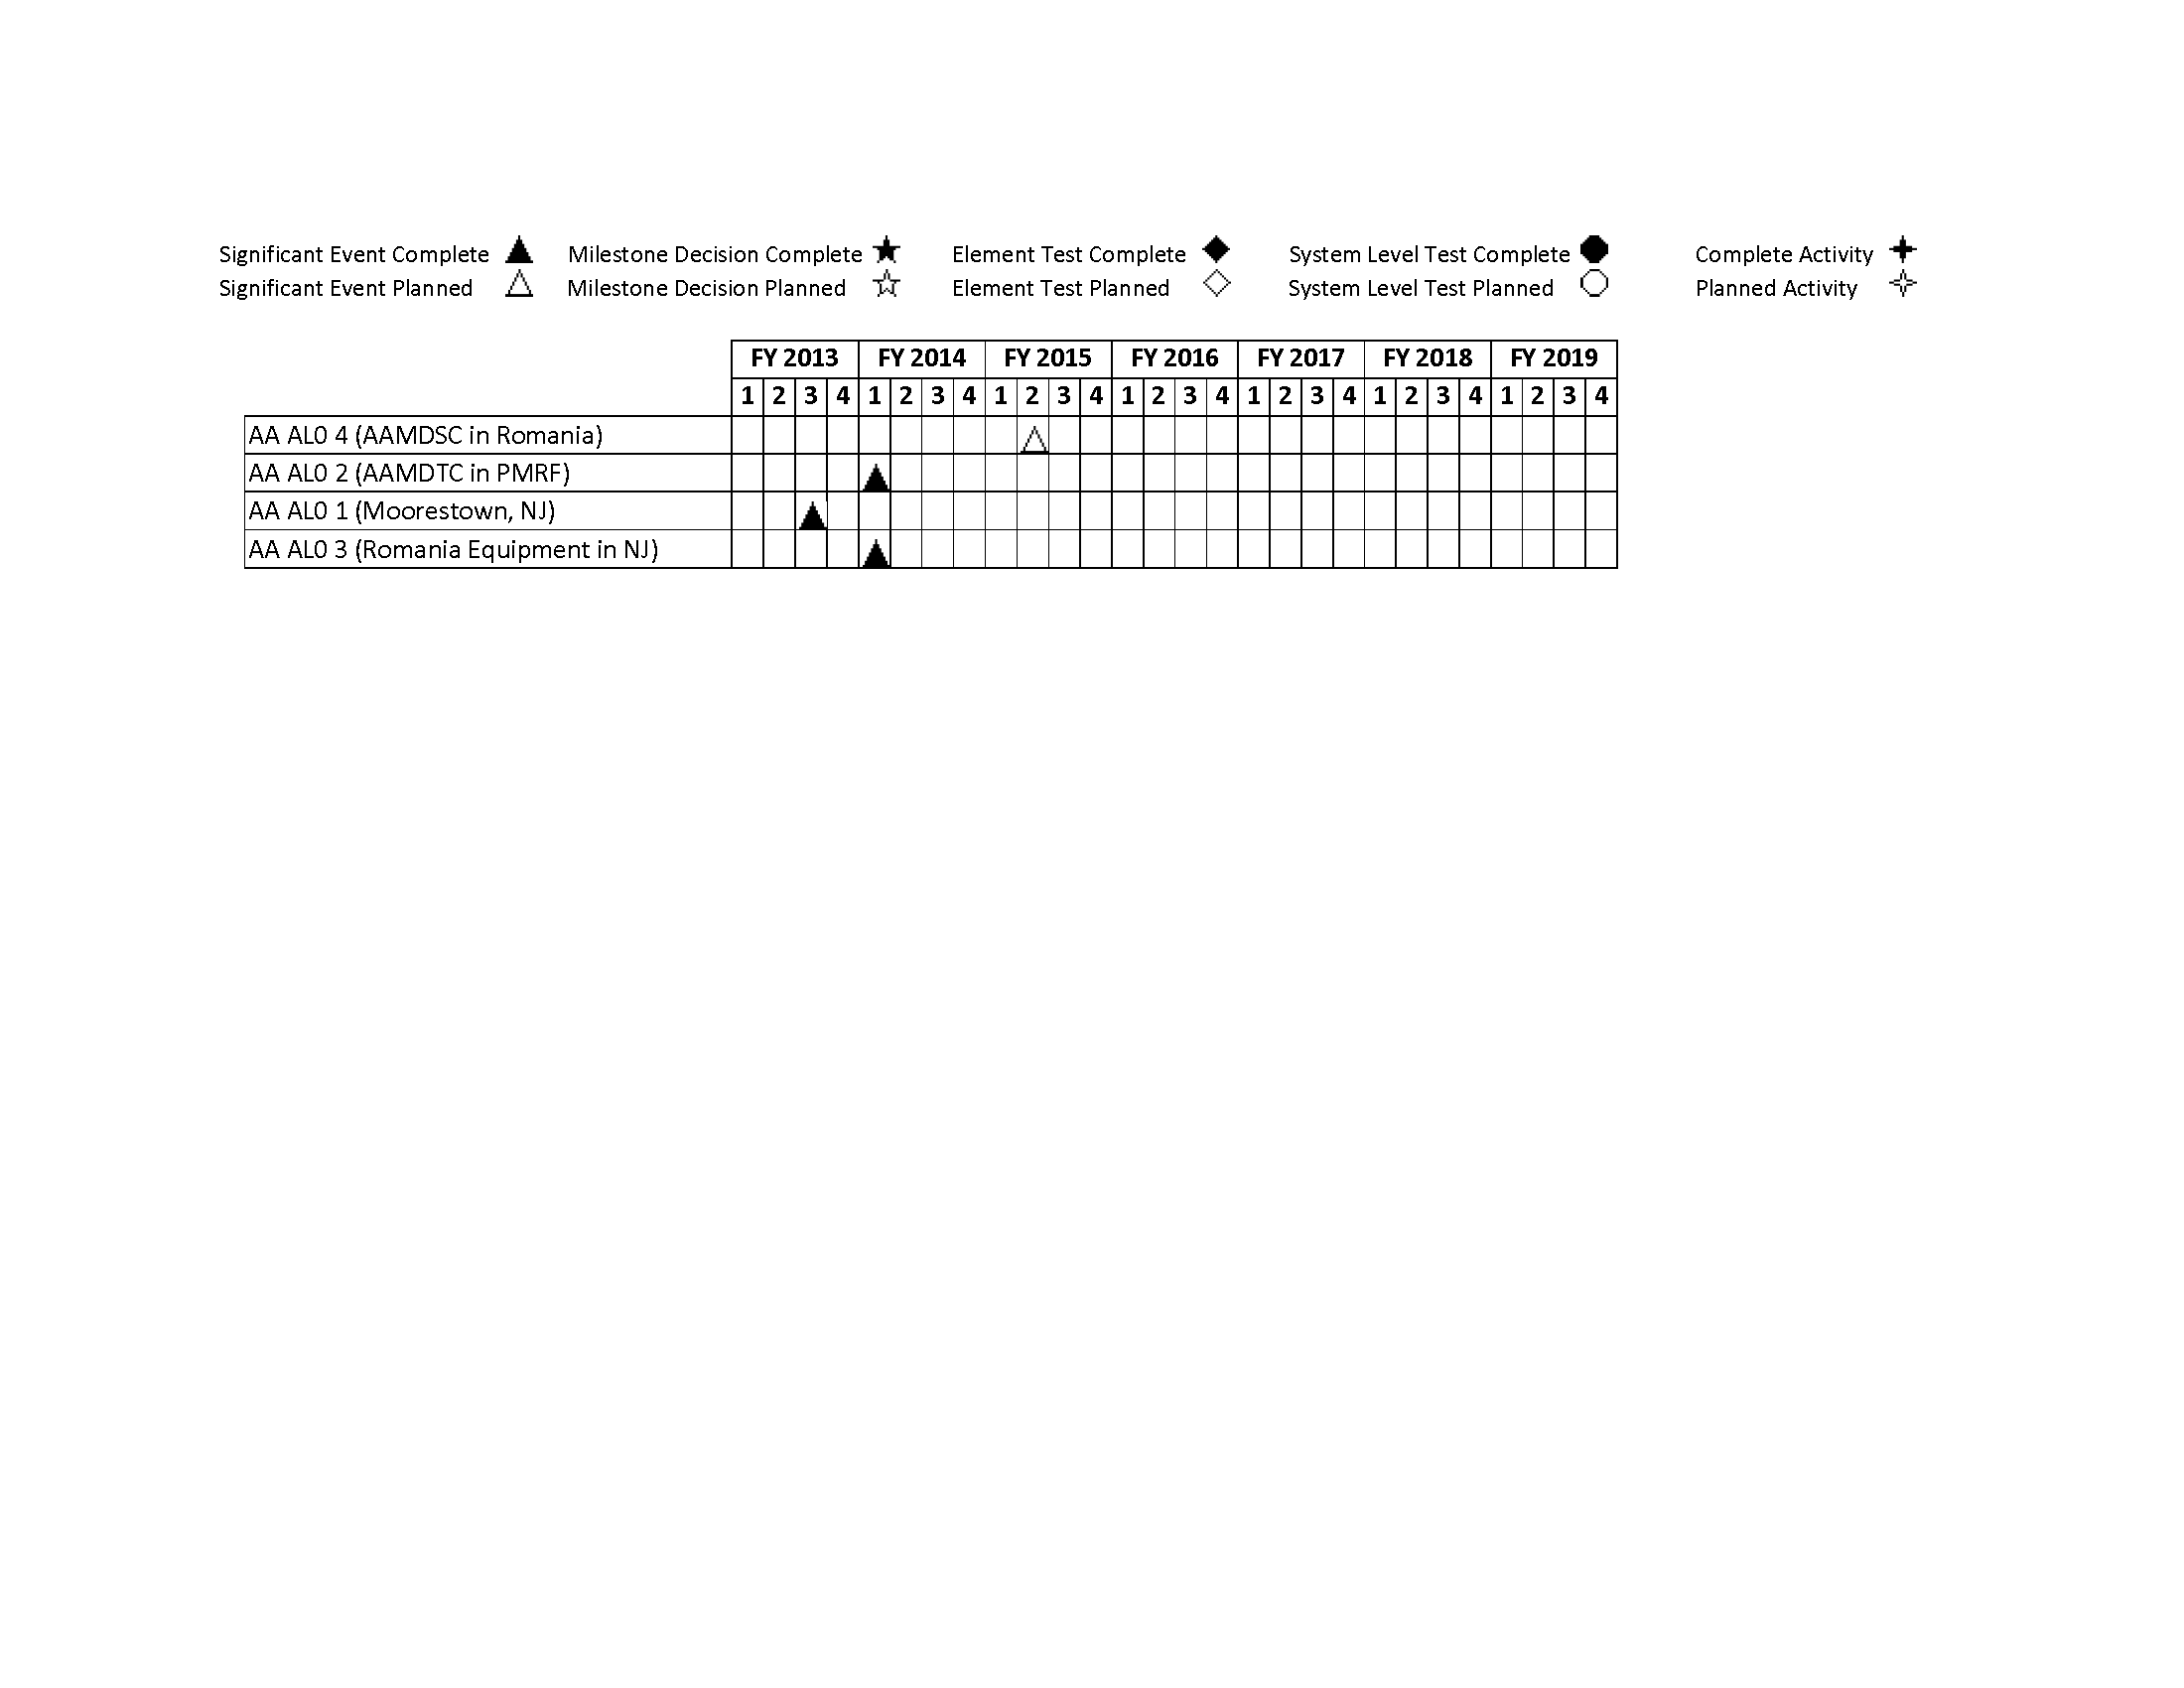 Significant Event Complete Milestone Decision Complete Element Test Complete System Level Test Complete Complete Activity
Significant Event Planned Milestone Decision Planned Element Test Planned System Level Test Planned Planned Activity
FY 2013 FY 2014 FY 2015 FY 2016 FY 2017 FY 2018 FY 2019
1 2 3 4 1 2 3 4 1 2 3 4 1 2 3 4 1 2 3 4 1 2 3 4 1 2 3 4
AA AL0 4 (AAMDSC in Romania)
AA AL0 2 (AAMDTC in PMRF)
AA AL0 1 (Moorestown, NJ)
AA AL0 3 (Romania Equipment in NJ)